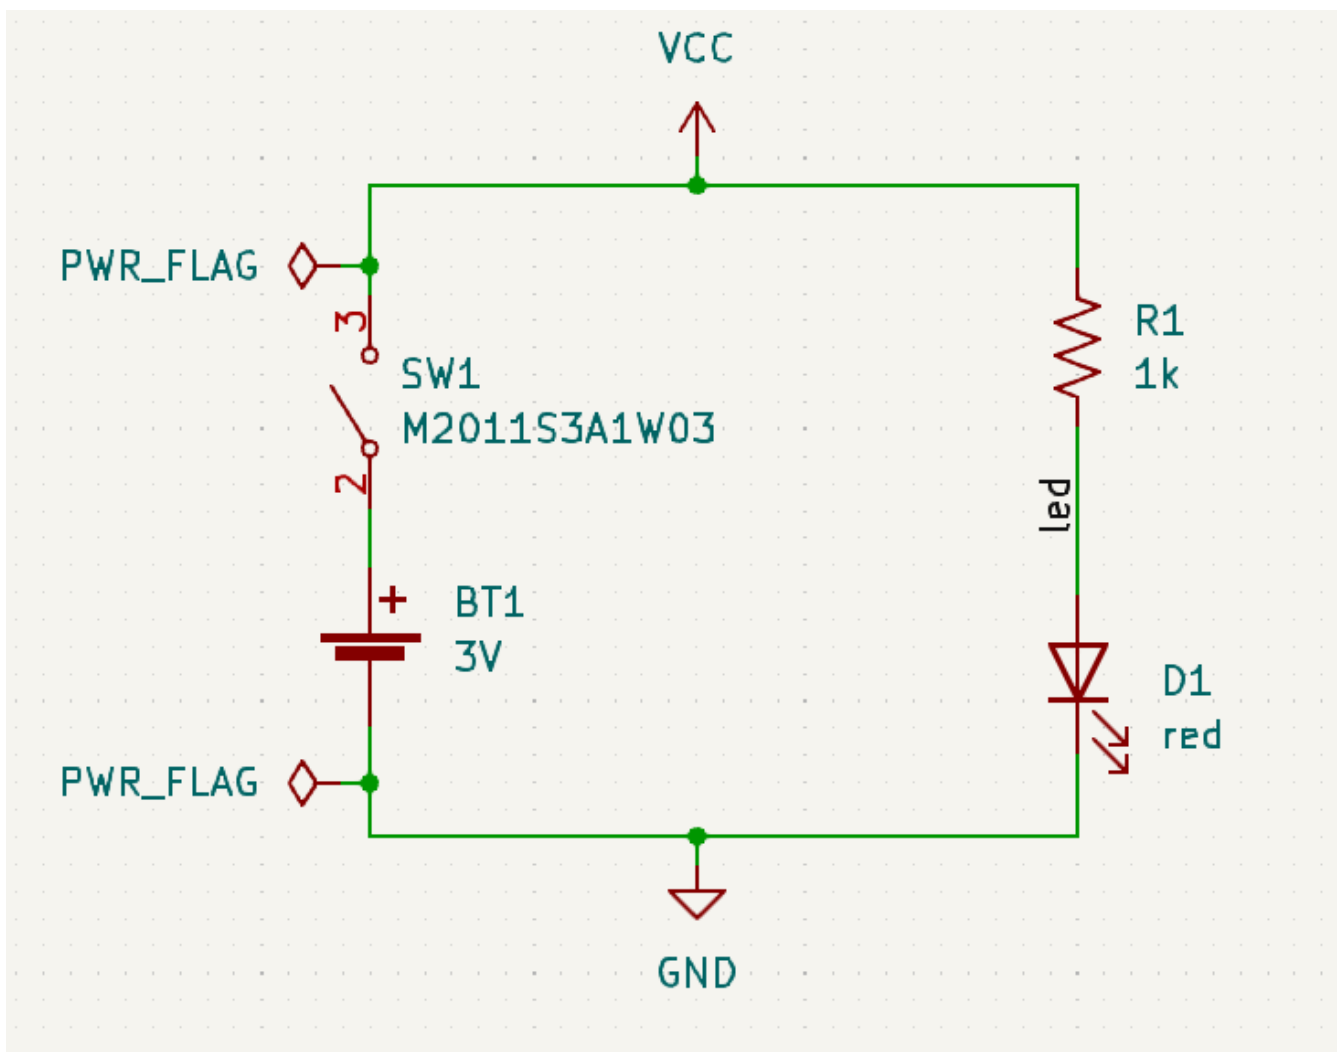 VCC
PWR_FLAG
3
SW1
M2011S3A1W03
2
R1
1k
led
+
BT1
3V
D1
red
PWR_FLAG
GND